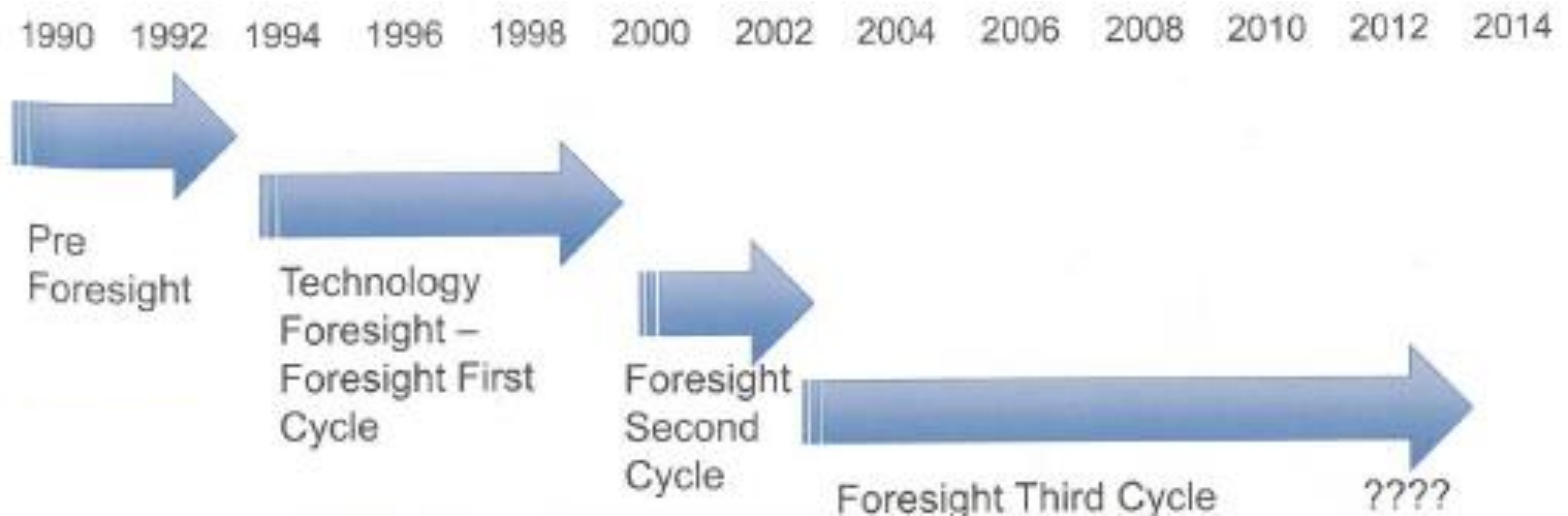 1990 1992 1994 1996 1998 2000 2002 2004 2006 2008 2010 2012 2014
Pre
Foresight
Technology
Foresight –
Foresight First
Cycle
Foresight
Second
Cycle
Foresight Third Cycle ????